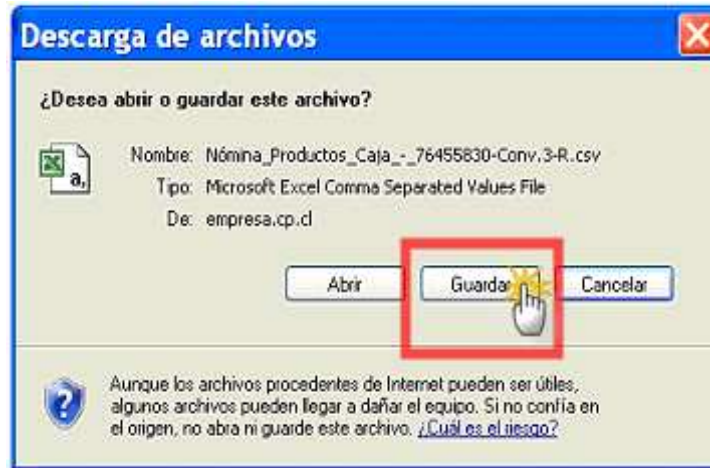 Descarga de archivos
¿Desea abrir o guardar este archivo?
Nombre: Nómina_Productos_Caja_-_76455830-Conv.3-R.csv
a,
Tipo: Microsoft Excel Comma Separated Values File
De: empresa.cp.cl
Abrir Guardar Cancelar
Aunque los archivos procedentes de Internet pueden ser útiles,
algunos archivos pueden llegar a dañar el equipo. Si no confía en
el origen, no abra ni guarde este archivo. ¿Cuál es el riesgo?